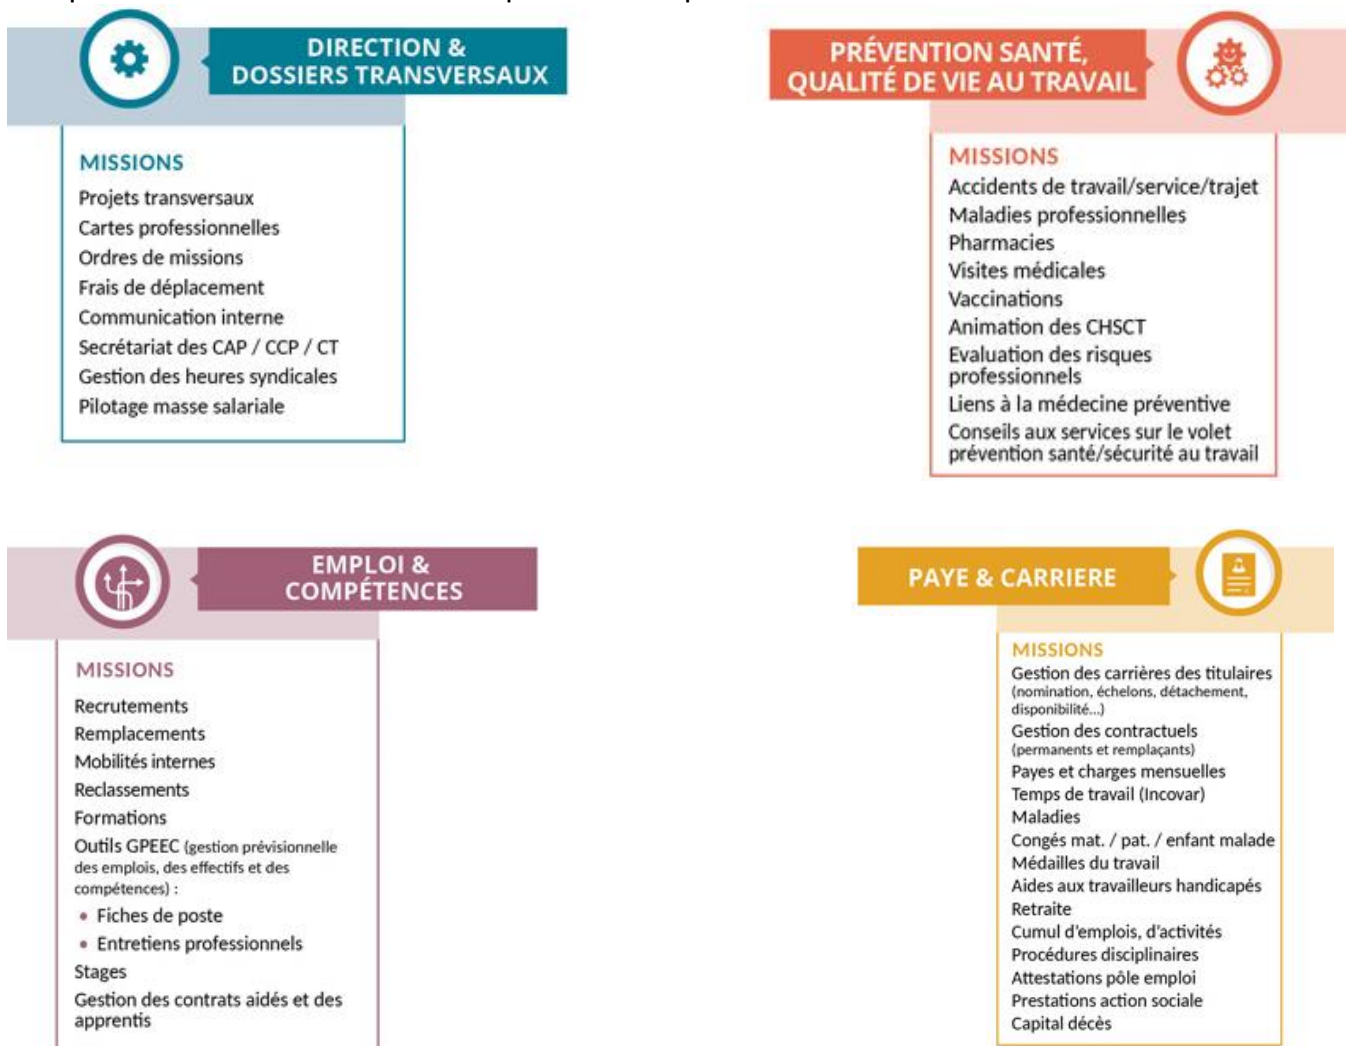 DIRECTION &
DOSSIERS TRANSVERSAUX
MISSIONS
Projets transversaux
Cartes professionnelles
Ordres de missions
Frais de déplacement
Communication interne
Secrétariat des CAP / CCP / CT
Gestion des heures syndicales
Pilotage masse salariale
PRÉVENTION SANTÉ,
QUALITÉ DE VIE AU TRAVAIL
MISSIONS
Accidents de travail/service/trajet
Maladies professionnelles
Pharmacies
Visites médicales
Vaccinations
Animation des CHSCT
Evaluation des risques
professionnels
Liens à la médecine préventive
Conseils aux services sur le volet
prévention santé/sécurité au travail
EMPLOI &
COMPÉTENCES
MISSIONS
Recrutements
Remplacements
Mobilités internes
Reclassements
Formations
Outils GPEEC (gestion prévisionnelle
des emplois, des effectifs et des
compétences) :
• Fiches de poste
• Entretiens professionnels
Stages
Gestion des contrats aidés et des
apprentis
PAYE & CARRIERE
MISSIONS
Gestion des carrières des titulaires
(nomination, échelons, détachement,
disponibilité...)
Gestion des contractuels
(permanents et remplaçants)
Payes et charges mensuelles
Temps de travail (Incovar)
Maladies
Congés mat. / pat. / enfant malade
Médailles du travail
Aides aux travailleurs handicapés
Retraite
Cumul d'emplois, d'activités
Procédures disciplinaires
Attestations pôle emploi
Prestations action sociale
Capital décès